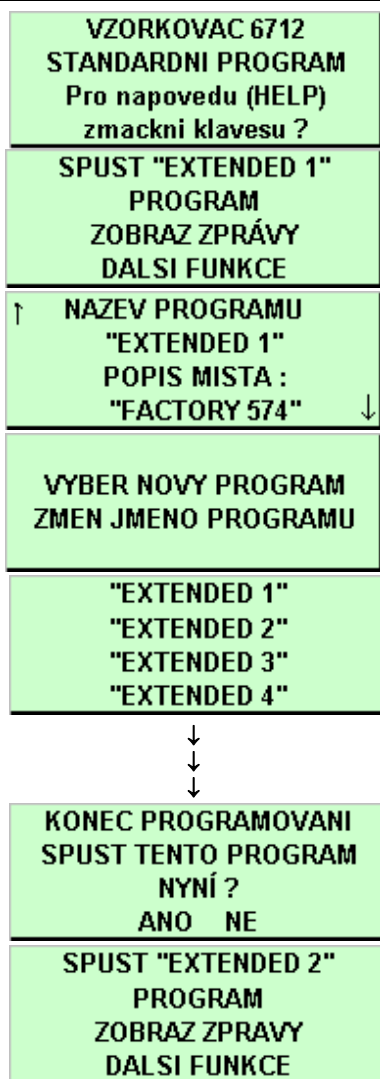 VZORKOVAC 6712
STANDARDNI PROGRAM
Pro napovedu (HELP)
zmackni klavesu ?
SPUST "EXTENDED 1"
PROGRAM
ZOBRAZ ZPRÁVY
DALSI FUNKCE
↑ NAZEV PROGRAMU
"EXTENDED 1"
POPIS MISTA :
"FACTORY 574" ↓
VYBER NOVY PROGRAM
ZMEN JMENO PROGRAMU
"EXTENDED 1"
"EXTENDED 2"
"EXTENDED 3"
"EXTENDED 4"
↓
↓
↓
KONEC PROGRAMOVANI
SPUST TENTO PROGRAM
NYNÍ ?
ANO NE
SPUST "EXTENDED 2"
PROGRAM
ZOBRAZ ZPRAVY
DALSI FUNKCE